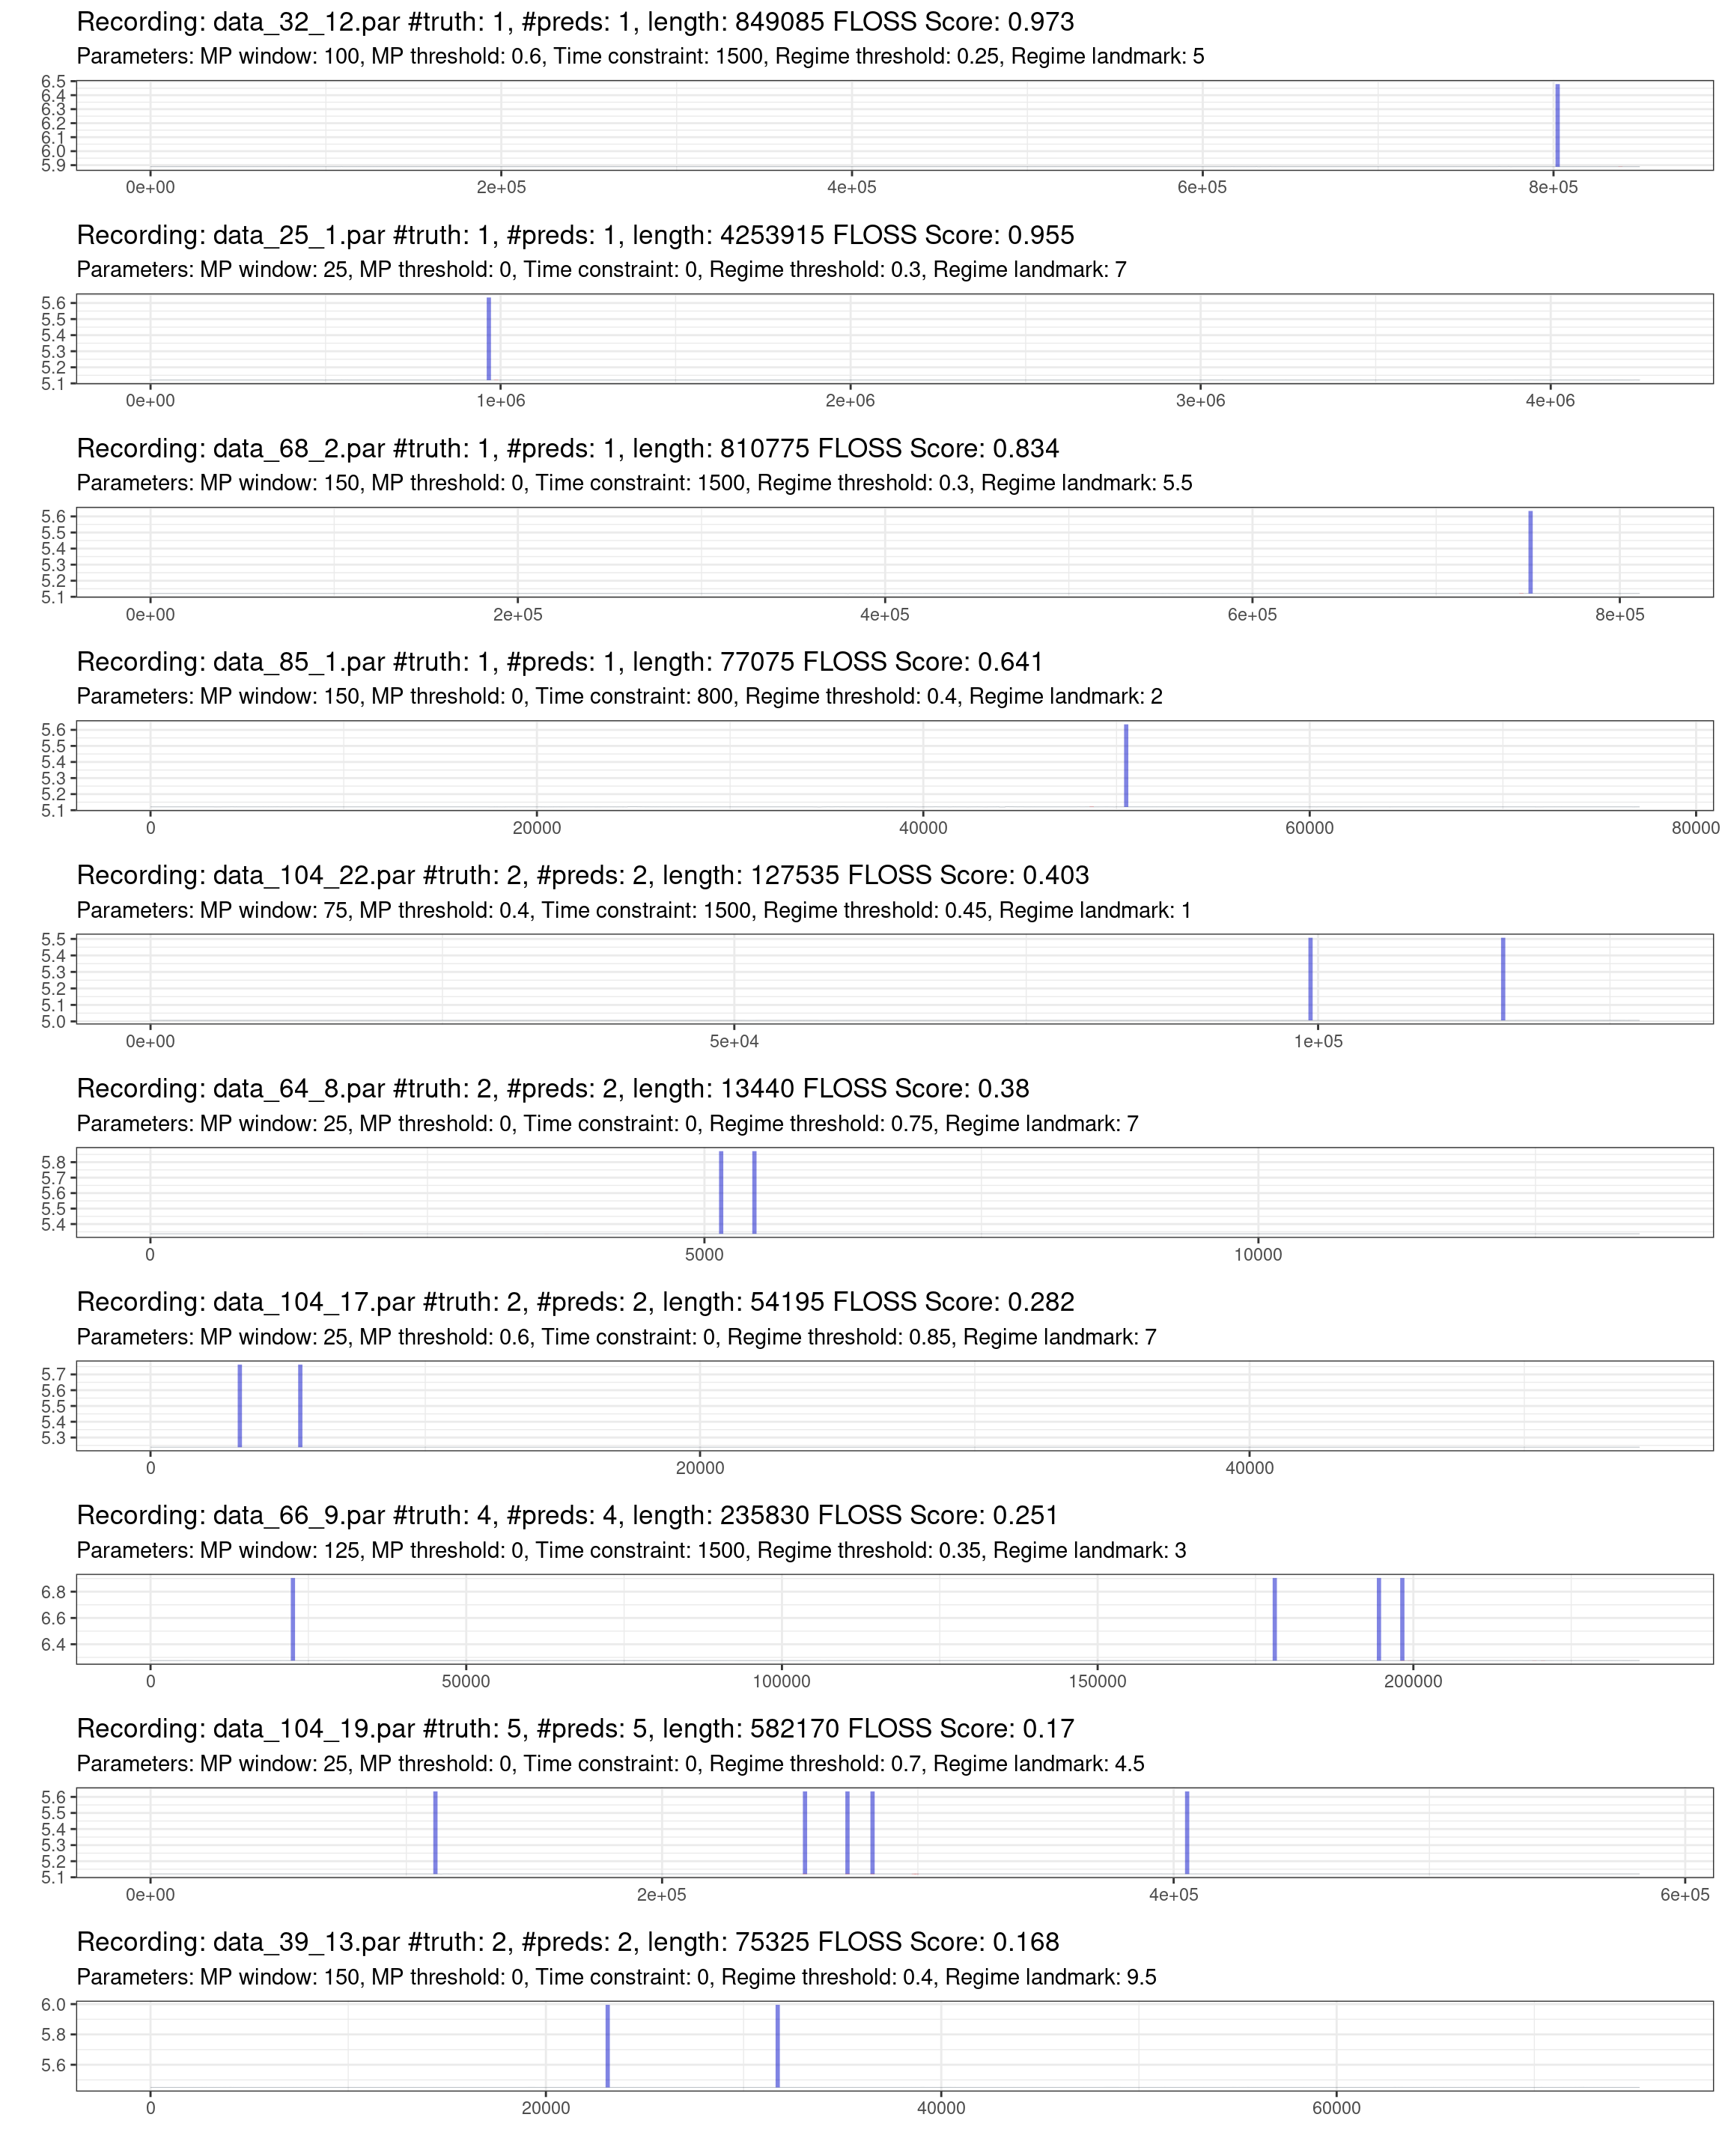 Recording: data_32_12.par #truth: 1, #preds: 1, length: 849085 FLOSS Score: 0.973
Parameters: MP window: 100, MP threshold: 0.6, Time constraint: 1500, Regime threshold: 0.25, Regime landmark: 5
6.5
6.4
6.3
6.2
6.1
6.0
5.9
0e+00 2e+05 4e+05 6e+05 8e+05
Recording: data_25_1.par #truth: 1, #preds: 1, length: 4253915 FLOSS Score: 0.955
Parameters: MP window: 25, MP threshold: 0, Time constraint: 0, Regime threshold: 0.3, Regime landmark: 7
5.6
5.5
5.4
5.3
5.2
5.1
0e+00 1e+06 2e+06 3e+06 4e+06
Recording: data_68_2.par #truth: 1, #preds: 1, length: 810775 FLOSS Score: 0.834
Parameters: MP window: 150, MP threshold: 0, Time constraint: 1500, Regime threshold: 0.3, Regime landmark: 5.5
5.6
5.5
5.4
5.3
5.2
5.1
0e+00 2e+05 4e+05 6e+05 8e+05
Recording: data_85_1.par #truth: 1, #preds: 1, length: 77075 FLOSS Score: 0.641
Parameters: MP window: 150, MP threshold: 0, Time constraint: 800, Regime threshold: 0.4, Regime landmark: 2
5.6
5.5
5.4
5.3
5.2
5.1
0 20000 40000 60000 80000
Recording: data_104_22.par #truth: 2, #preds: 2, length: 127535 FLOSS Score: 0.403
Parameters: MP window: 75, MP threshold: 0.4, Time constraint: 1500, Regime threshold: 0.45, Regime landmark: 1
5.5
5.4
5.3
5.2
5.1
5.0
0e+00 5e+04 1e+05
Recording: data_64_8.par #truth: 2, #preds: 2, length: 13440 FLOSS Score: 0.38
Parameters: MP window: 25, MP threshold: 0, Time constraint: 0, Regime threshold: 0.75, Regime landmark: 7
5.8
5.7
5.6
5.5
5.4
0 5000 10000
Recording: data_104_17.par #truth: 2, #preds: 2, length: 54195 FLOSS Score: 0.282
Parameters: MP window: 25, MP threshold: 0.6, Time constraint: 0, Regime threshold: 0.85, Regime landmark: 7
5.7
5.6
5.5
5.4
5.3
0 20000 40000
Recording: data_66_9.par #truth: 4, #preds: 4, length: 235830 FLOSS Score: 0.251
Parameters: MP window: 125, MP threshold: 0, Time constraint: 1500, Regime threshold: 0.35, Regime landmark: 3
6.8
6.6
6.4
0 50000 100000 150000 200000
Recording: data_104_19.par #truth: 5, #preds: 5, length: 582170 FLOSS Score: 0.17
Parameters: MP window: 25, MP threshold: 0, Time constraint: 0, Regime threshold: 0.7, Regime landmark: 4.5
5.6
5.5
5.4
5.3
5.2
5.1
0e+00 2e+05 4e+05 6e+05
Recording: data_39_13.par #truth: 2, #preds: 2, length: 75325 FLOSS Score: 0.168
Parameters: MP window: 150, MP threshold: 0, Time constraint: 0, Regime threshold: 0.4, Regime landmark: 9.5
6.0
5.8
5.6
0 20000 40000 60000